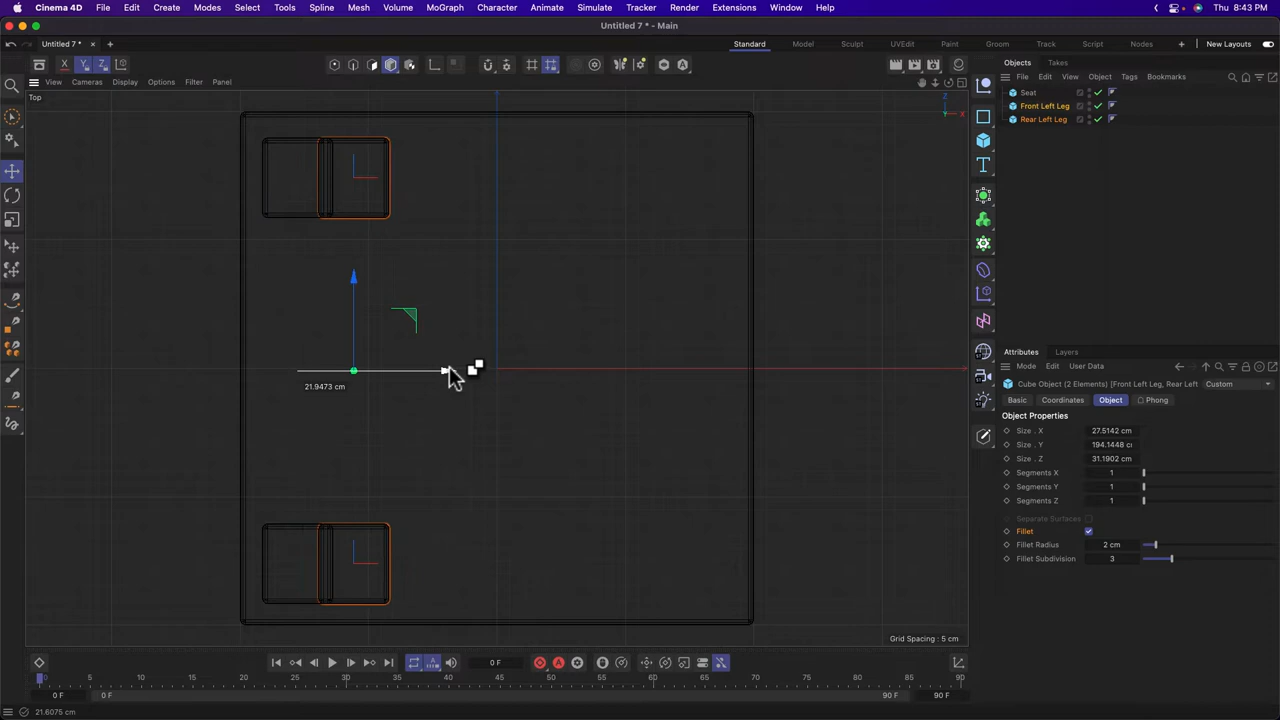 Cinema 4D File Edit Create Modes Select Tools Spline Mesh Volume MoGraph Character Animate Simulate Tracker Render Extensions Window Help Thu 8:43 PM
Untitled 7 * - Main
Untitled 7 * Standard Model Sculpt UVEdit Paint Groom Track Script Nodes New Layouts
Objects Takes
X Y Z
File Edit View Object Tags Bookmarks
View Cameras Display Options Filter Panel
Top
Seat
Front Left Leg
Rear Left Leg
Z
Y X
21.9473 cm
Attributes Layers
Mode Edit User Data
Cube Object (2 Elements) [Front Left Leg, Rear Left Custom
Basic Coordinates Object Phong
Object Properties
Size . X 27.5142 cm
Size . Y 194.1448 c
Size . Z 31.1902 cm
Segments X 1
Segments Y 1
Segments Z 1
Separate Surfaces
Fillet
Fillet Radius 2 cm
Fillet Subdivision 3
Grid Spacing : 5 cm
0 F
0 5 10 15 20 25 30 35 40 45 50 55 60 65 70 75 80 85 90
0 F 0 F 90 F 90 F
21.6075 cm